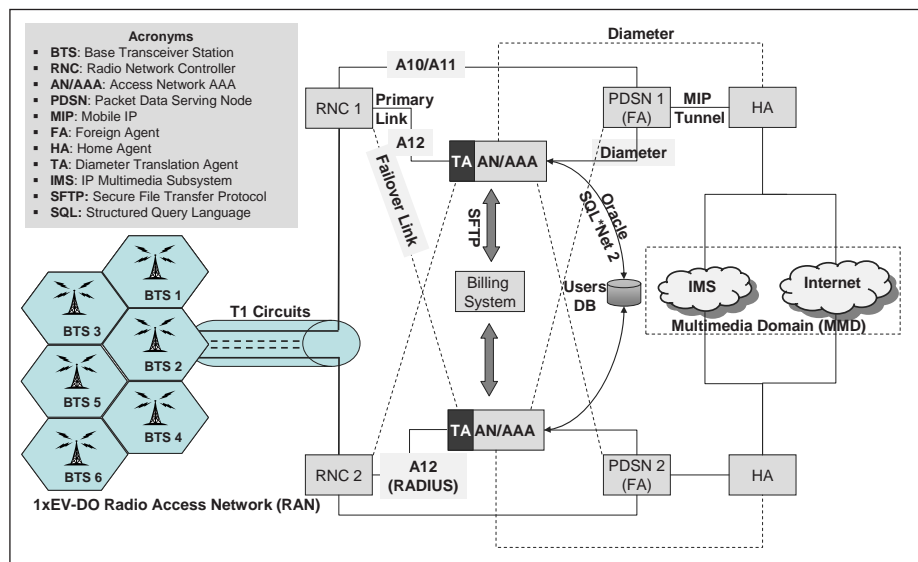 Acronyms
▪ BTS: Base Transceiver Station
▪ RNC: Radio Network Controller
▪ AN/AAA: Access Network AAA
▪ PDSN: Packet Data Serving Node
▪ MIP: Mobile IP
▪ FA: Foreign Agent
▪ HA: Home Agent
▪ TA: Diameter Translation Agent
▪ IMS: IP Multimedia Subsystem
▪ SFTP: Secure File Transfer Protocol
▪ SQL: Structured Query Language
Diameter
A10/A11
RNC 1
Primary
Link
A12
PDSN 1
(FA)
MIP
Tunnel
HA
TA AN/AAA
Diameter
Failover Link
SFTP
Oracle
SQL*Net 2
Billing
System
Users
DB
IMS
Internet
Multimedia Domain (MMD)
BTS 1
BTS 3
BTS 2
BTS 5
BTS 4
BTS 6
T1 Circuits
TA AN/AAA
RNC 2
A12
(RADIUS)
PDSN 2
(FA)
HA
1xEV-DO Radio Access Network (RAN)